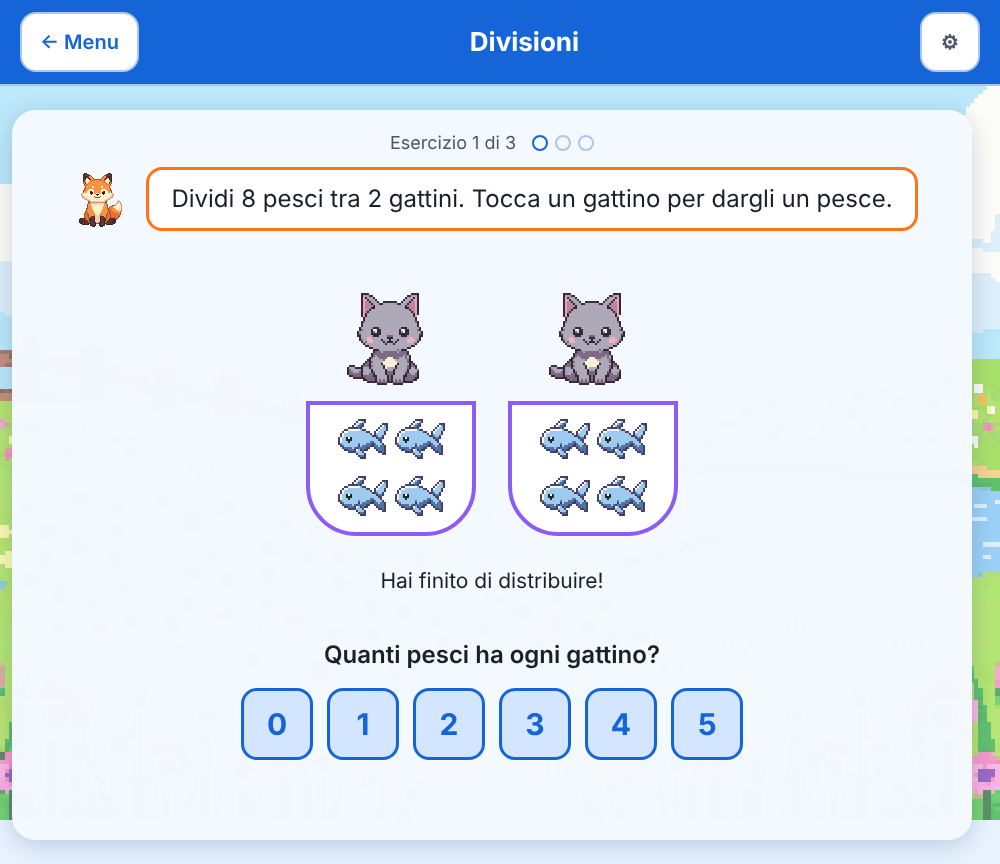 ← Menu
Divisioni
Esercizio 1 di 3
Dividi 8 pesci tra 2 gattini. Tocca un gattino per dargli un pesce.
Hai finito di distribuire!
Quanti pesci ha ogni gattino?
0 1 2 3 4 5